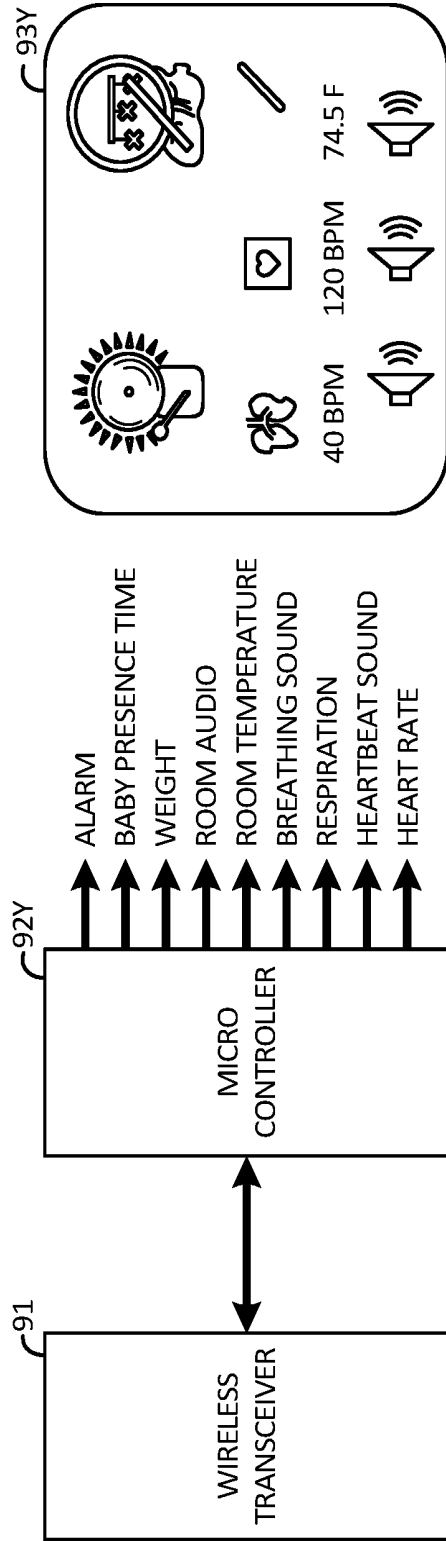 91
WIRELESS
TRANSCEIVER
92Y
MICRO
CONTROLLER
ALARM
BABY PRESENCE TIME
WEIGHT
ROOM AUDIO
ROOM TEMPERATURE
BREATHING SOUND
RESPIRATION
HEARTBEAT SOUND
HEART RATE
93Y
40 BPM
120 BPM
74.5 F